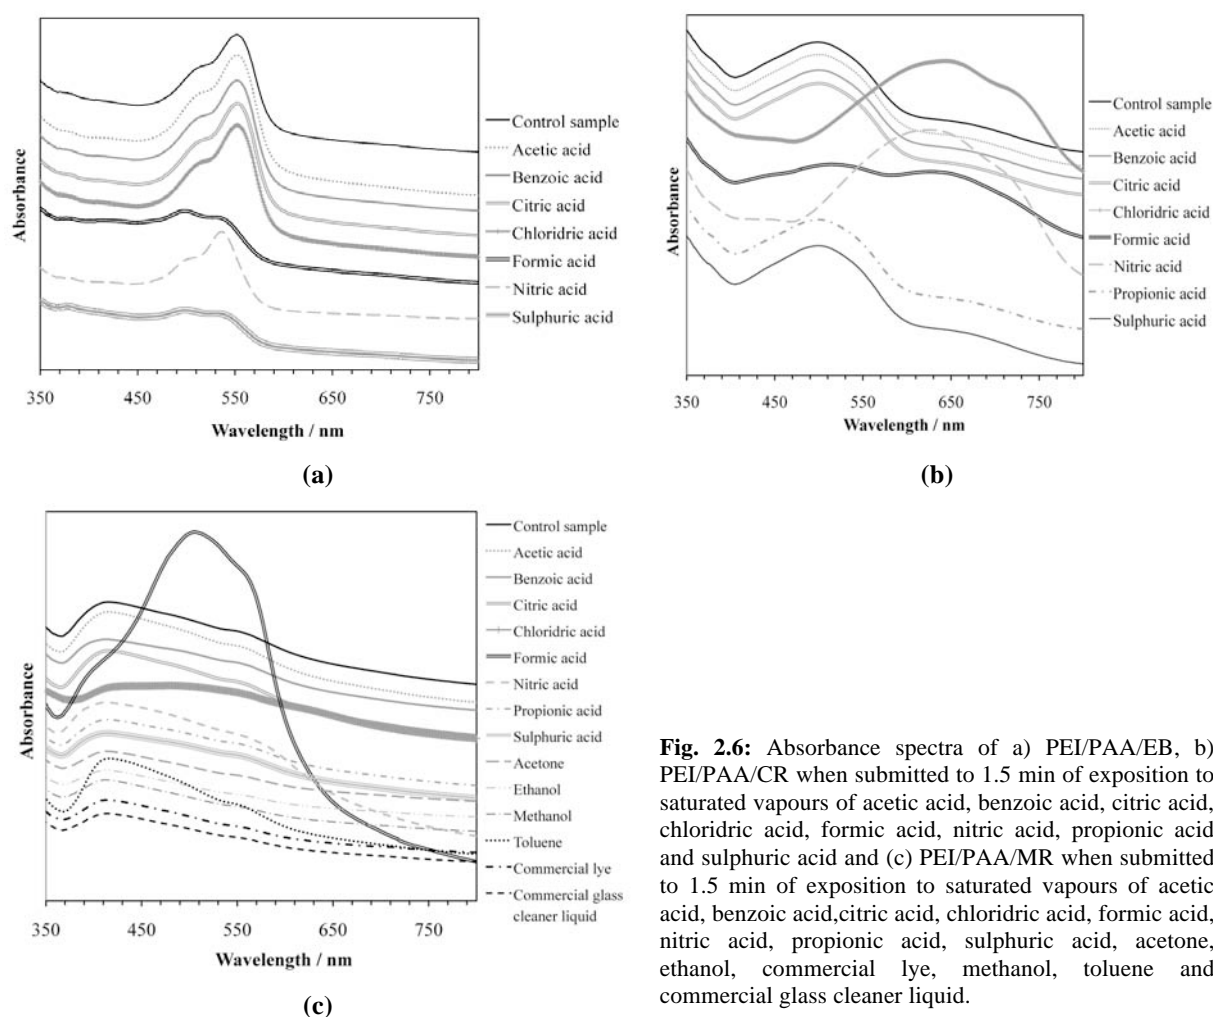 Absorbance
Control sample
Acetic acid
Benzoic acid
Citric acid
Chloridric acid
Formic acid
Nitric acid
Sulphuric acid
350 450 550 650 750
Wavelength / nm
(a)
Absorbance
Control sample
Acetic acid
Benzoic acid
Citric acid
Chloridric acid
Formic acid
Nitric acid
Propionic acid
Sulphuric acid
350 450 550 650 750
Wavelength / nm
(b)
Absorbance
Control sample
Acetic acid
Benzoic acid
Citric acid
Chloridric acid
Formic acid
Nitric acid
Propionic acid
Sulphuric acid
Acetone
Ethanol
Methanol
Toluene
Commercial lye
Commercial glass
cleaner liquid
350 450 550 650 750
Wavelength / nm
(c)
Fig. 2.6: Absorbance spectra of a) PEI/PAA/EB, b)
PEI/PAA/CR when submitted to 1.5 min of exposition to
saturated vapours of acetic acid, benzoic acid, citric acid,
chloridric acid, formic acid, nitric acid, propionic acid
and sulphuric acid and (c) PEI/PAA/MR when submitted
to 1.5 min of exposition to saturated vapours of acetic
acid, benzoic acid,citric acid, chloridric acid, formic acid,
nitric acid, propionic acid, sulphuric acid, acetone,
ethanol, commercial lye, methanol, toluene and
commercial glass cleaner liquid.